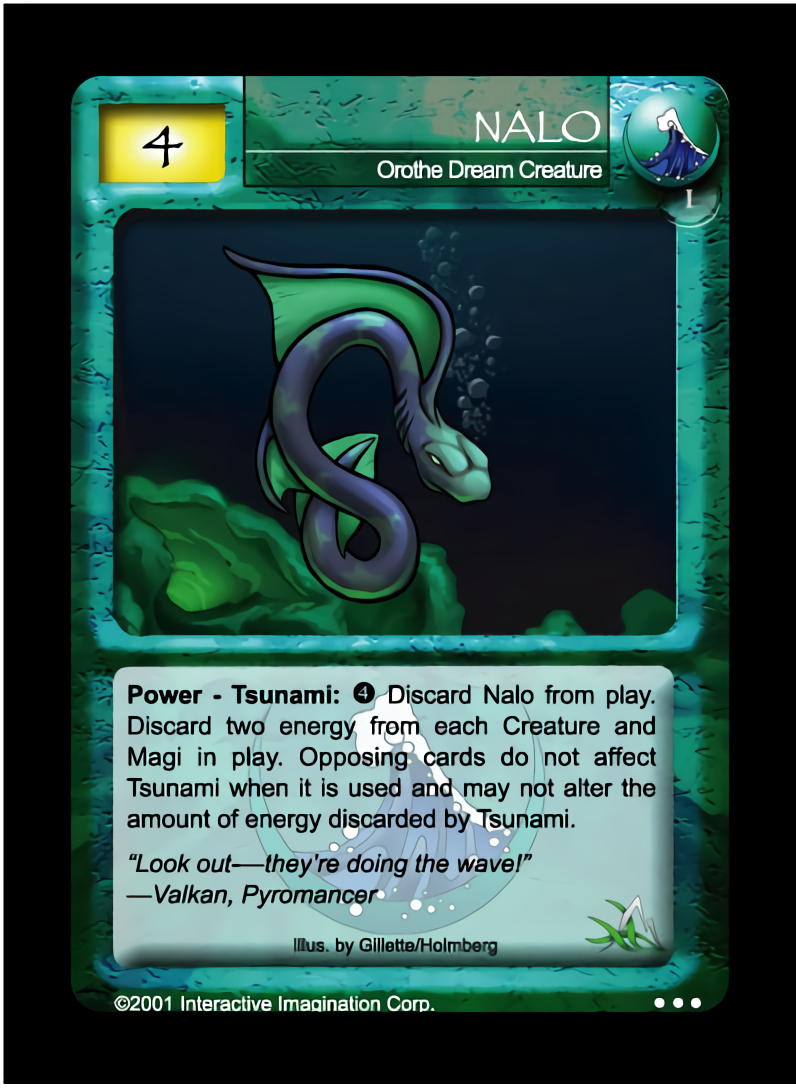 4
NALO
Orothe Dream Creature
I
Power - Tsunami: ❹ Discard Nalo from play.
Discard two energy from each Creature and
Magi in play. Opposing cards do not affect
Tsunami when it is used and may not alter the
amount of energy discarded by Tsunami.
“Look out—they're doing the wave!”
—Valkan, Pyromancer
Illus. by Gillette/Holmberg
©2001 Interactive Imagination Corp.